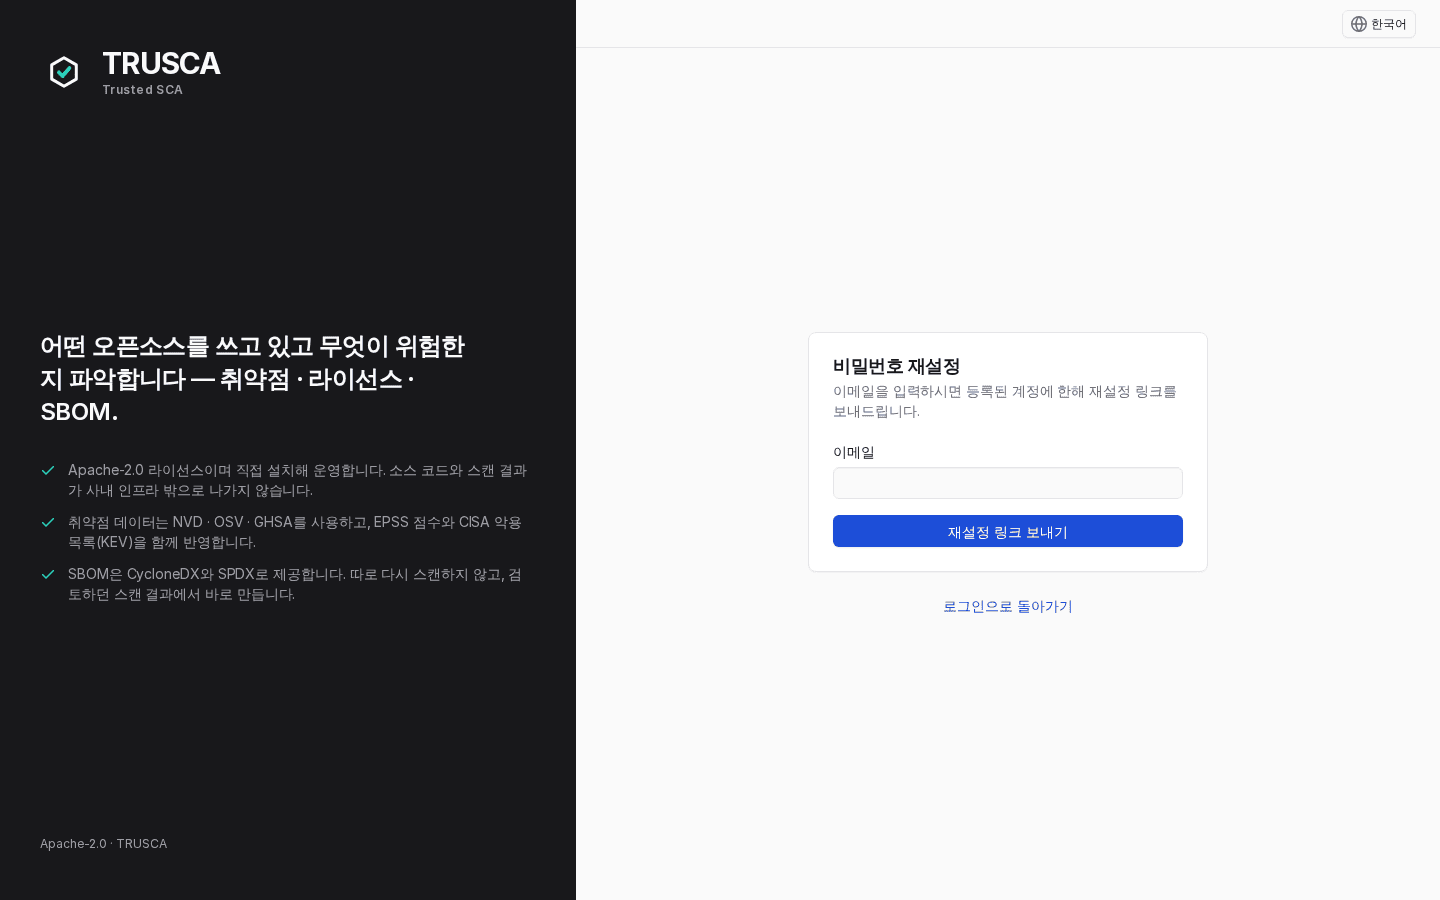 TRUSCA
Trusted SCA
어떤 오픈소스를 쓰고 있고 무엇이 위험한
지 파악합니다 — 취약점 · 라이선스 ·
SBOM.
Apache-2.0 라이선스이며 직접 설치해 운영합니다. 소스 코드와 스캔 결과
가 사내 인프라 밖으로 나가지 않습니다.
취약점 데이터는 NVD · OSV · GHSA를 사용하고, EPSS 점수와 CISA 악용
목록(KEV)을 함께 반영합니다.
SBOM은 CycloneDX와 SPDX로 제공합니다. 따로 다시 스캔하지 않고, 검
토하던 스캔 결과에서 바로 만듭니다.
Apache-2.0 · TRUSCA
한국어
비밀번호 재설정
이메일을 입력하시면 등록된 계정에 한해 재설정 링크를
보내드립니다.
이메일
재설정 링크 보내기
로그인으로 돌아가기